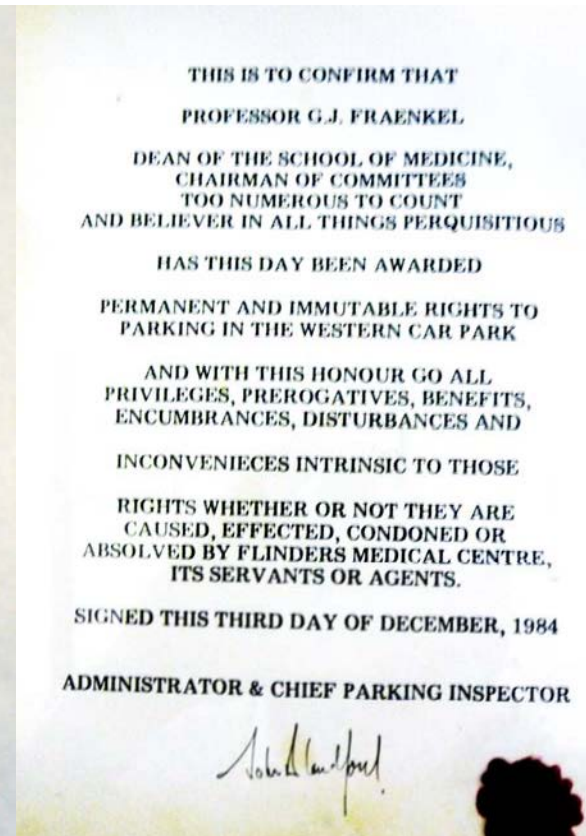 THIS IS TO CONFIRM THAT
PROFESSOR G.J. FRAENKEL
DEAN OF THE SCHOOL OF MEDICINE,
CHAIRMAN OF COMMITTEES
TOO NUMEROUS TO COUNT
AND BELIEVER IN ALL THINGS PERQUISITIOUS
HAS THIS DAY BEEN AWARDED
PERMANENT AND IMMUTABLE RIGHTS TO
PARKING IN THE WESTERN CAR PARK
AND WITH THIS HONOUR GO ALL
PRIVILEGES, PREROGATIVES, BENEFITS,
ENCUMBRANCES, DISTURBANCES AND
INCONVENIECES INTRINSIC TO THOSE
RIGHTS WHETHER OR NOT THEY ARE
CAUSED, EFFECTED, CONDONED OR
ABSOLVED BY FLINDERS MEDICAL CENTRE,
ITS SERVANTS OR AGENTS.
SIGNED THIS THIRD DAY OF DECEMBER, 1984
ADMINISTRATOR & CHIEF PARKING INSPECTOR